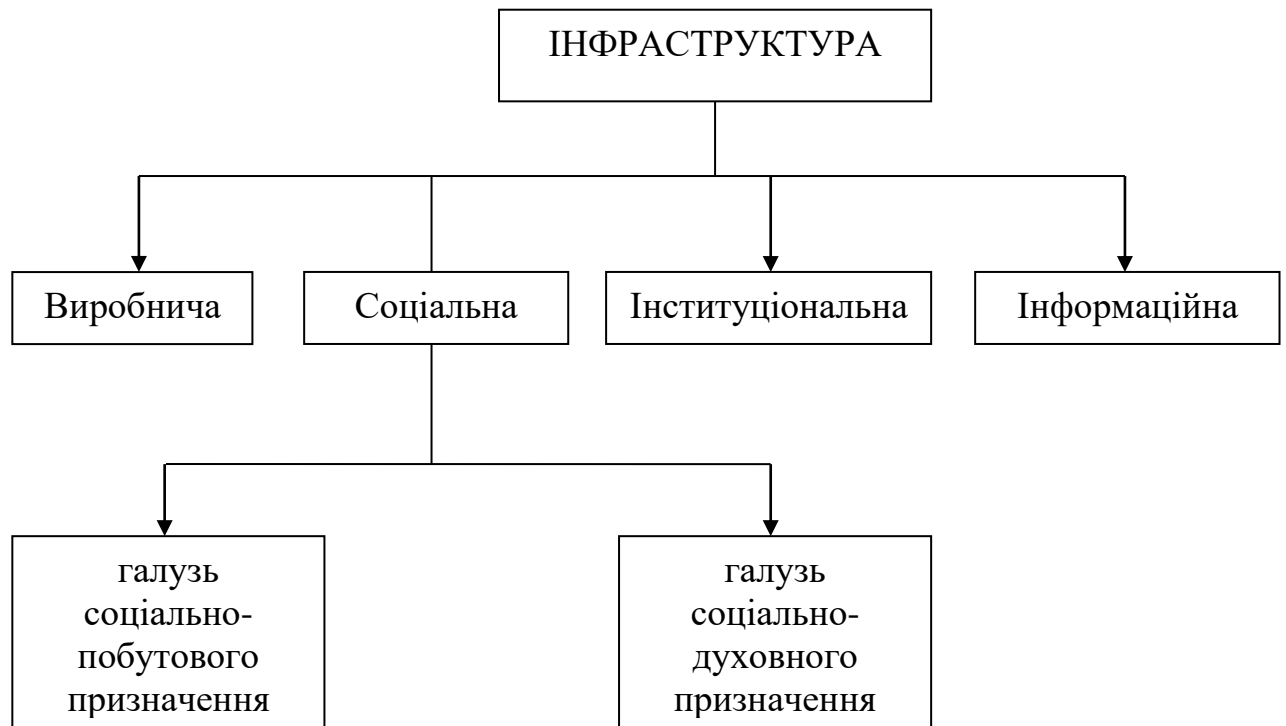 ІНФРАСТРУКТУРА
Виробнича
Соціальна
Інституціональна
Інформаційна
галузь
соціально-
побутового
призначення
галузь
соціально-
духовного
призначення